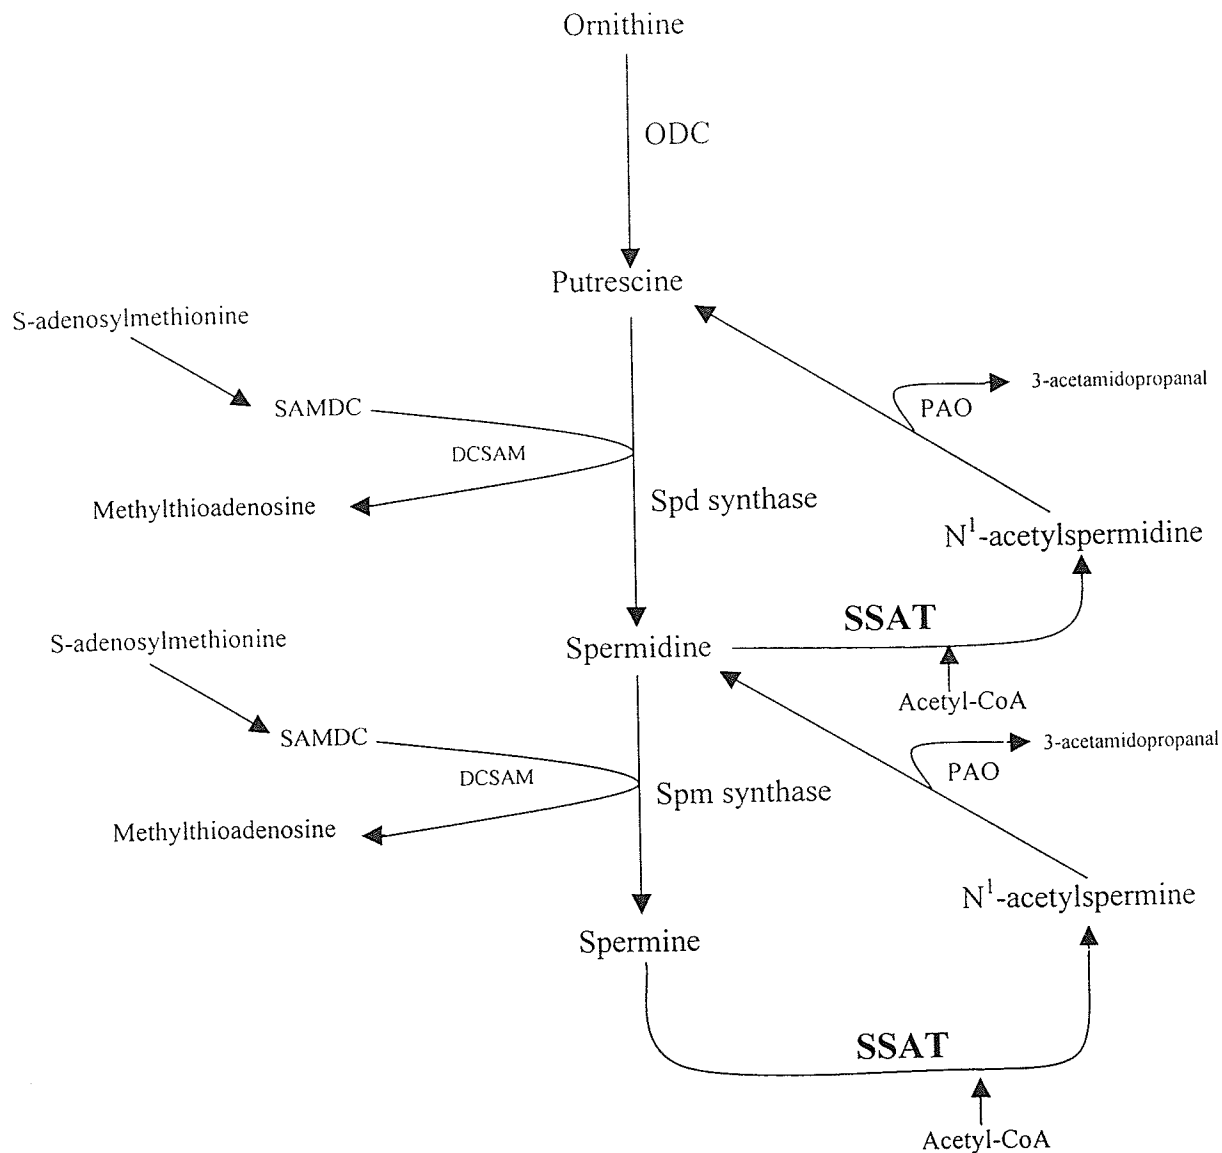 Ornithine
ODC
Putrescine
S-adenosylmethionine
3-acetamidopropanal
SAMDC
PAO
DCSAM
Spd synthase
Methylthioadenosine
N¹-acetylspermidine
SSAT
S-adenosylmethionine
Spermidine
Acetyl-CoA
SAMDC
3-acetamidopropanal
DCSAM
PAO
Spm synthase
Methylthioadenosine
N¹-acetylspermine
Spermine
SSAT
Acetyl-CoA